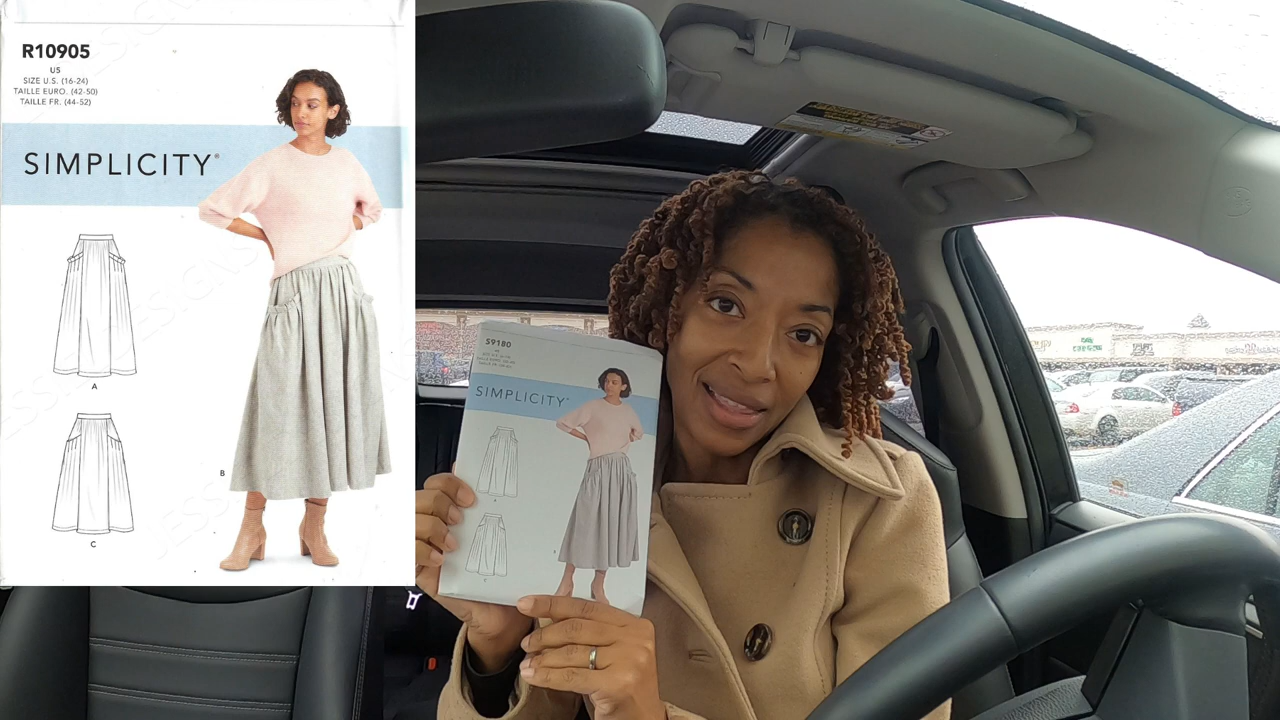 R10905
U5
SIZE U.S. (16-24)
TAILLE EURO. (42-50)
TAILLE FR. (44-52)
SIMPLICITY®
A
B
C
S9180
SIMPLICITY®